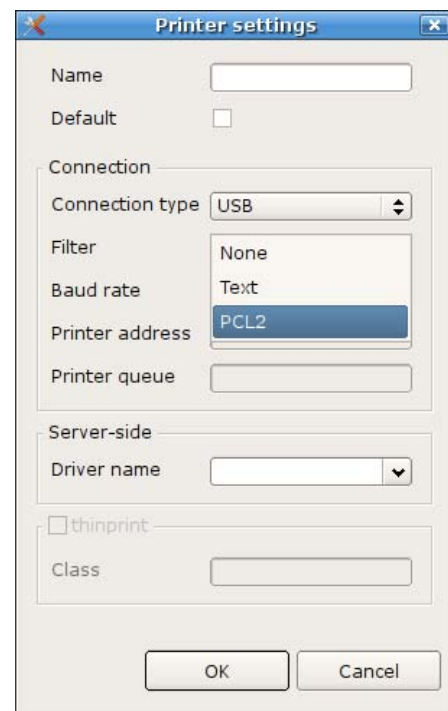 Printer settings
Name
Default
Connection
Connection type USB
Filter
None
Text
Baud rate
PCL2
Printer address
Printer queue
Server-side
Driver name
thinprint
Class
OK Cancel